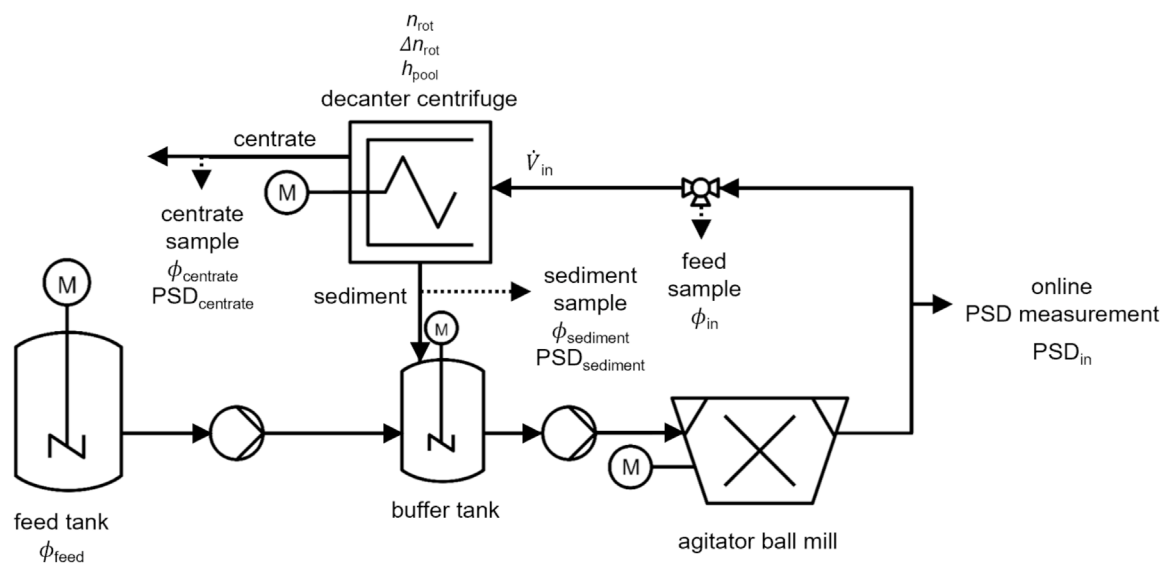 n_rot
Δn_rot
h_pool
decanter centrifuge
centrate
V̇_in
M
centrate
sample
ϕ_centrate
PSD_centrate
M
sediment
sediment
sample
ϕ_sediment
PSD_sediment
feed
sample
ϕ_in
online
PSD measurement
PSD_in
M
M
buffer tank
feed tank
ϕ_feed
agitator ball mill